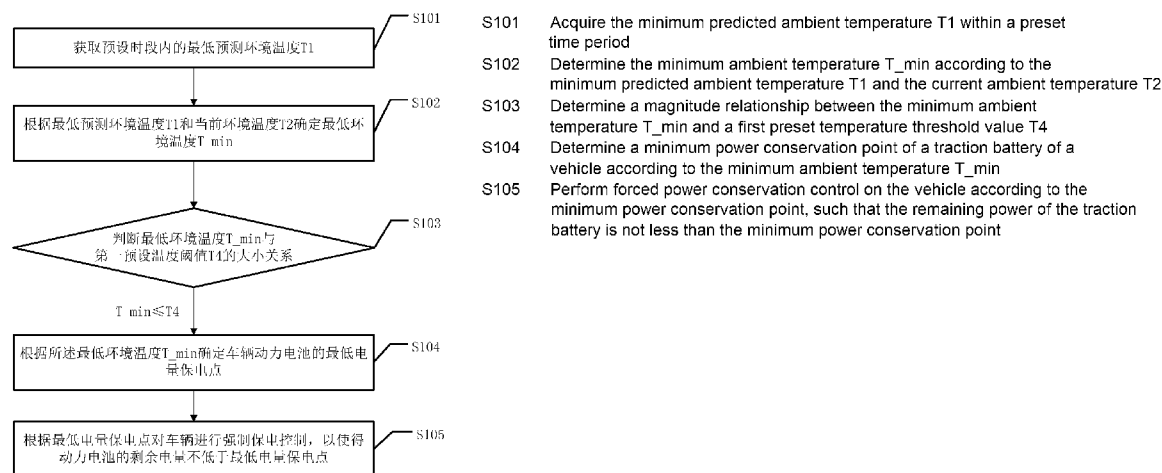 获取预设时段内的最低预测环境温度T1
S101
根据最低预测环境温度T1和当前环境温度T2确定最低环
境温度T_min
S102
判断最低环境温度T_min与
第一预设温度阈值T4的大小关系
S103
T_min≤T4
根据所述最低环境温度T_min确定车辆动力电池的最低电
量保电点
S104
根据最低电量保电点对车辆进行强制保电控制，以使得
动力电池的剩余电量不低于最低电量保电点
S105
S101 Acquire the minimum predicted ambient temperature T1 within a preset
time period
S102 Determine the minimum ambient temperature T_min according to the
minimum predicted ambient temperature T1 and the current ambient temperature T2
S103 Determine a magnitude relationship between the minimum ambient
temperature T_min and a first preset temperature threshold value T4
S104 Determine a minimum power conservation point of a traction battery of a
vehicle according to the minimum ambient temperature T_min
S105 Perform forced power conservation control on the vehicle according to the
minimum power conservation point, such that the remaining power of the traction
battery is not less than the minimum power conservation point